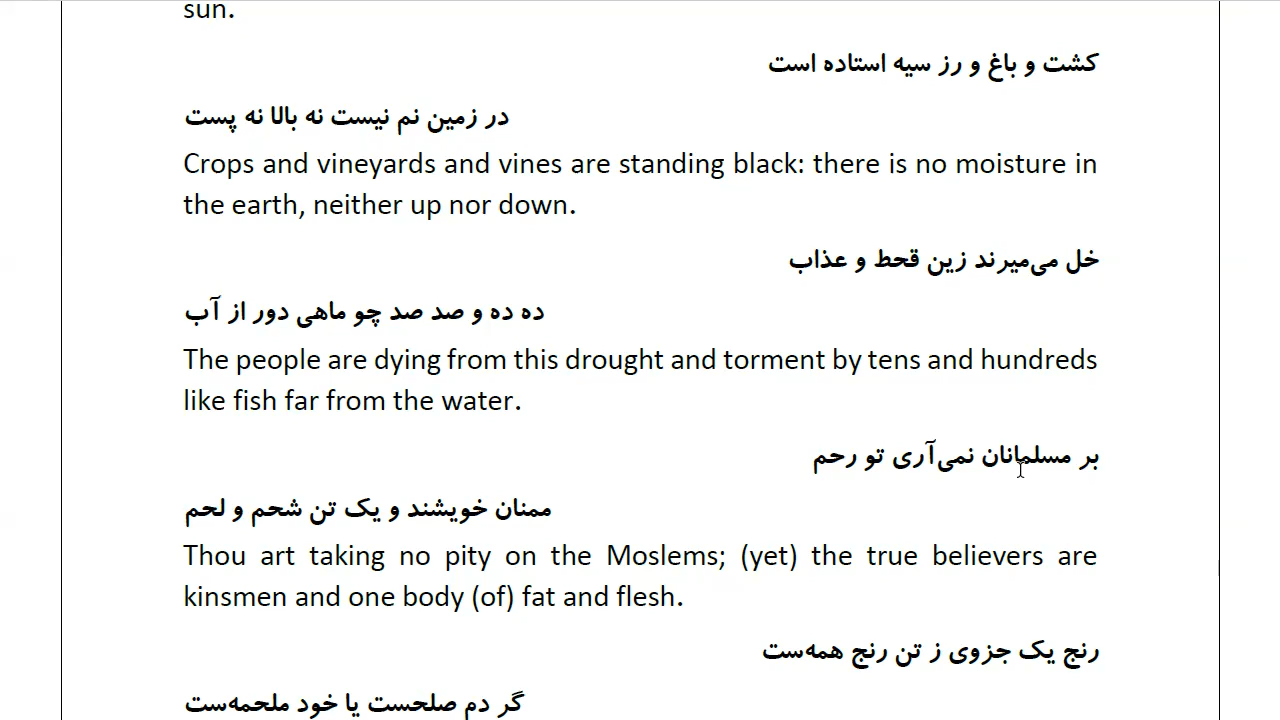 sun.
کشت و باغ و رز سیه استاده است
در زمین نم نیست نه بالا نه پست
Crops and vineyards and vines are standing black: there is no moisture in
the earth, neither up nor down.
خل می‌میرند زین قحط و عذاب
ده ده و صد صد چو ماهی دور از آب
The people are dying from this drought and torment by tens and hundreds
like fish far from the water.
بر مسلمانان نمی‌آری تو رحم
ممنان خویشند و یک تن شحم و لحم
Thou art taking no pity on the Moslems; (yet) the true believers are
kinsmen and one body (of) fat and flesh.
رنج یک جزوی ز تن رنج همه‌ست
گر دم صلحست یا خود ملحمه‌ست